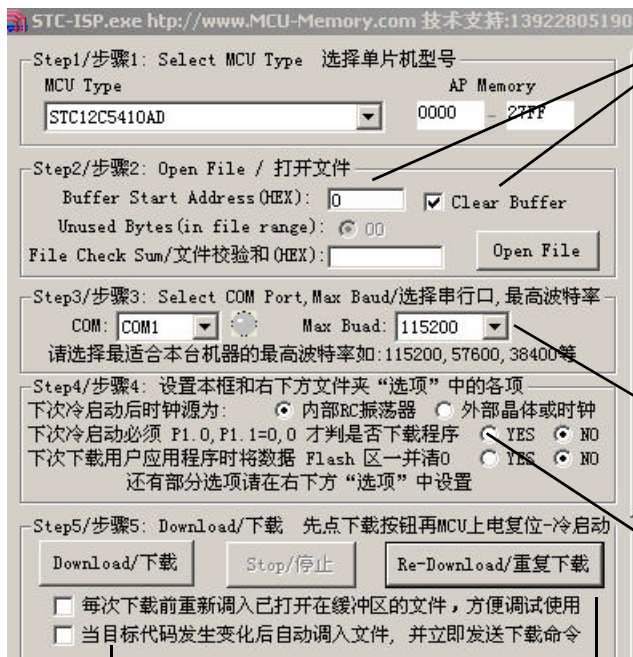 STC-ISP.exe http://www.MCU-Memory.com 技术支持:13922805190
Step1/步骤1: Select MCU Type 选择单片机型号
MCU Type AP Memory
STC12C5410AD 0000 - 27FF
Step2/步骤2: Open File / 打开文件
Buffer Start Address(HEX): 0 Clear Buffer
Unused Bytes(in file range): 00
File Check Sum/文件校验和(HEX): Open File
Step3/步骤3: Select COM Port,Max Baud/选择串行口,最高波特率
COM: COM1 Max Buad: 115200
请选择最适合本台机器的最高波特率如:115200,57600,38400等
Step4/步骤4: 设置本框和右下方文件夹“选项”中的各项
下次冷启动后时钟源为: 内部RC振荡器 外部晶体或时钟
下次冷启动必须 P1.0,P1.1=0,0 才判是否下载程序 YES NO
下次下载用户应用程序时将数据 Flash 区一并清0 YES NO
还有部分选项请在右下方“选项”中设置
Step5/步骤5: Download/下载 先点下载按钮再MCU上电复位-冷启动
Download/下载 Stop/停止 Re-Download/重复下载
每次下载前重新调入已打开在缓冲区的文件，方便调试使用
当目标代码发生变化后自动调入文件, 并立即发送下载命令